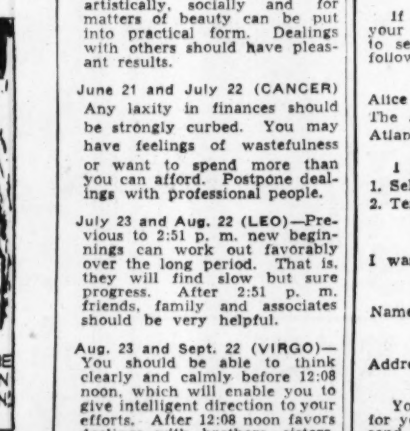 artistically, socially and for
matters of beauty can be put
into practical form. Dealings
with others should have pleas-
ant results.
June 21 and July 22 (CANCER)
Any laxity in finances should
be strongly curbed. You may
have feelings of wastefulness
or want to spend more than
you can afford. Postpone deal-
ings with professional people.
July 23 and Aug. 22 (LEO)—Pre-
vious to 2:51 p. m. new begin-
nings can work out favorably
over the long period. That is,
they will find slow but sure
progress. After 2:51 p. m.
friends, family and associates
should be very helpful.
Aug. 23 and Sept. 22 (VIRGO)—
You should be able to think
clearly and calmly before 12:08
noon, which will enable you to
give intelligent direction to your
efforts. After 12:08 noon favors
If
your
to se
follow
Alice
The
Atlan
I
1. Sel
2. Te
I wa
Name
Addre
Yo
for y